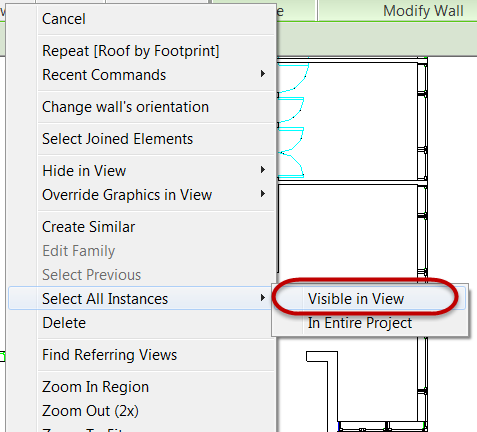 Modify Wall
Cancel
Repeat [Roof by Footprint]
Recent Commands
Change wall's orientation
Select Joined Elements
Hide in View
Override Graphics in View
Create Similar
Edit Family
Select Previous
Select All Instances
Visible in View
In Entire Project
Delete
Find Referring Views
Zoom In Region
Zoom Out (2x)